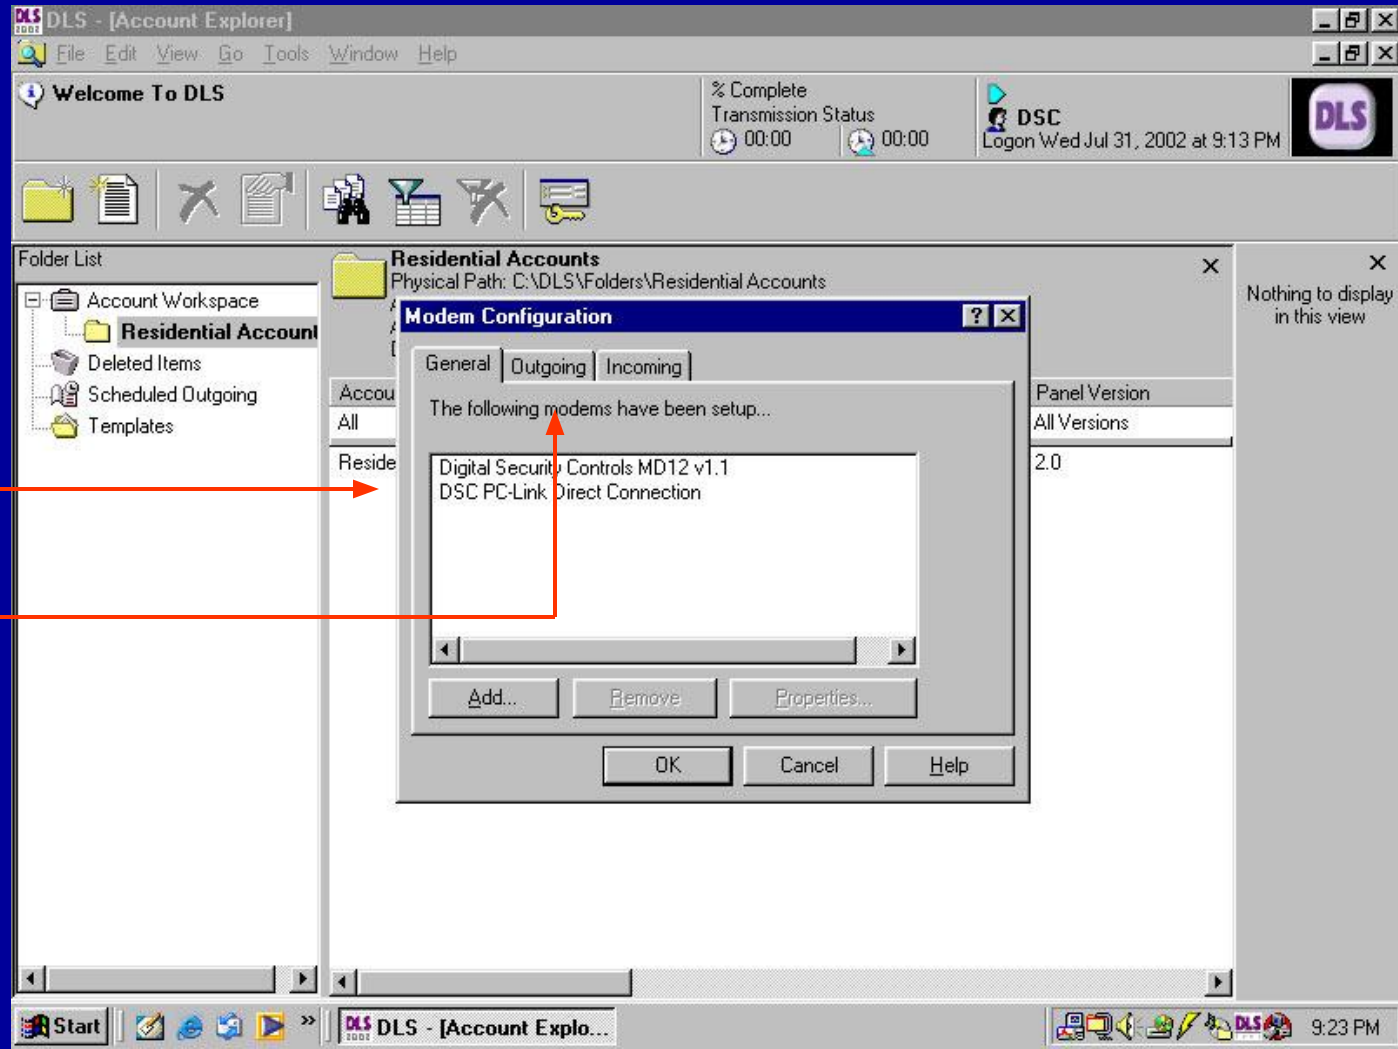 DLS - [Account Explorer]
File Edit View Go Tools Window Help
Welcome To DLS
% Complete
Transmission Status
00:00 00:00
DSC
Logon Wed Jul 31, 2002 at 9:13 PM
DLS
Folder List
Account Workspace
Residential Account
Deleted Items
Scheduled Outgoing
Templates
Residential Accounts
Physical Path: C:\DLS\Folders\Residential Accounts
Nothing to display
in this view
Accou
Panel Version
All
All Versions
Reside
2.0
Modem Configuration
General Outgoing Incoming
The following modems have been setup...
Digital Security Controls MD12 v1.1
DSC PC-Link Direct Connection
Add... Remove Properties...
OK Cancel Help
Start
DLS - [Account Explo...
DLS
9:23 PM